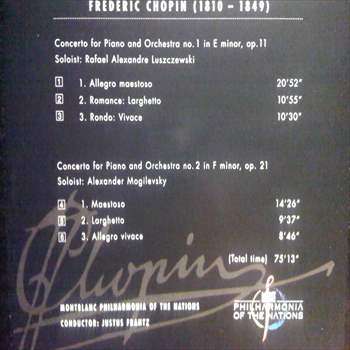 FREDERIC CHOPIN (1810 – 1849)
Concerto for Piano and Orchestra no.1 in E minor, op.11
Soloist: Rafael Alexandre Luszczewski
1 1. Allegro maestoso 20'52"
2 2. Romance: Larghetto 10'55"
3 3. Rondo: Vivace 10'30"
Concerto for Piano and Orchestra no.2 in F minor, op. 21
Soloist: Alexander Mogilevsky
4 1. Maestoso 14'26"
5 2. Larghetto 9'37"
6 3. Allegro vivace 8'46"
(Total time) 75'13"
Chopin
MONTBLANC PHILHARMONIA OF THE NATIONS
CONDUCTOR: JUSTUS FRANTZ
PHILHARMONIA
OF THE NATIONS